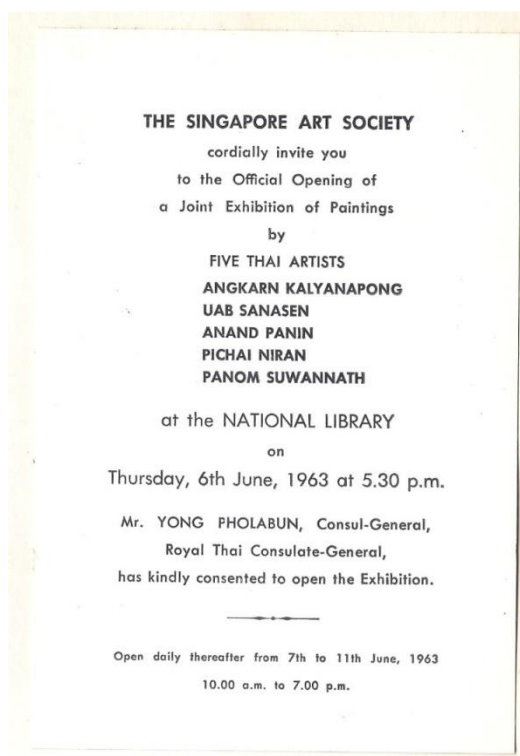 THE SINGAPORE ART SOCIETY
cordially invite you
to the Official Opening of
a Joint Exhibition of Paintings
by
FIVE THAI ARTISTS
ANGKARN KALYANAPONG
UAB SANASEN
ANAND PANIN
PICHAI NIRAN
PANOM SUWANNATH
at the NATIONAL LIBRARY
on
Thursday, 6th June, 1963 at 5.30 p.m.
Mr. YONG PHOLABUN, Consul-General,
Royal Thai Consulate-General,
has kindly consented to open the Exhibition.
Open daily thereafter from 7th to 11th June, 1963
10.00 a.m. to 7.00 p.m.